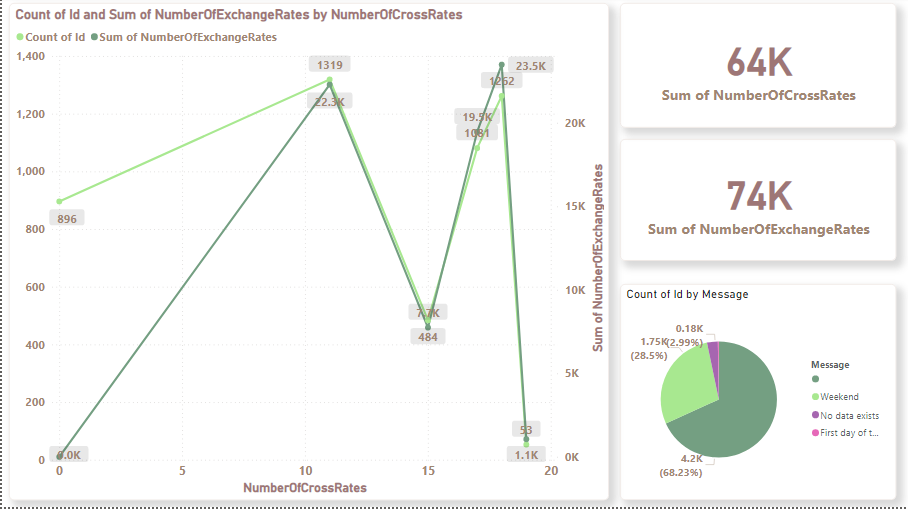 Count of Id and Sum of NumberOfExchangeRates by NumberOfCrossRates
Count of Id Sum of NumberOfExchangeRates
1,400
1,200
1,000
800
600
400
200
0
896
0.0K
1319
22.3K
7.7K
484
19.5K
1081
23.5K
1262
53
1.1K
20K
15K
10K
5K
0K
Sum of NumberOfExchangeRates
0 5 10 15 20
NumberOfCrossRates
64K
Sum of NumberOfCrossRates
74K
Sum of NumberOfExchangeRates
Count of Id by Message
0.18K
(2.99%)
1.75K
(28.5%)
4.2K
(68.23%)
Message
Weekend
No data exists
First day of t...